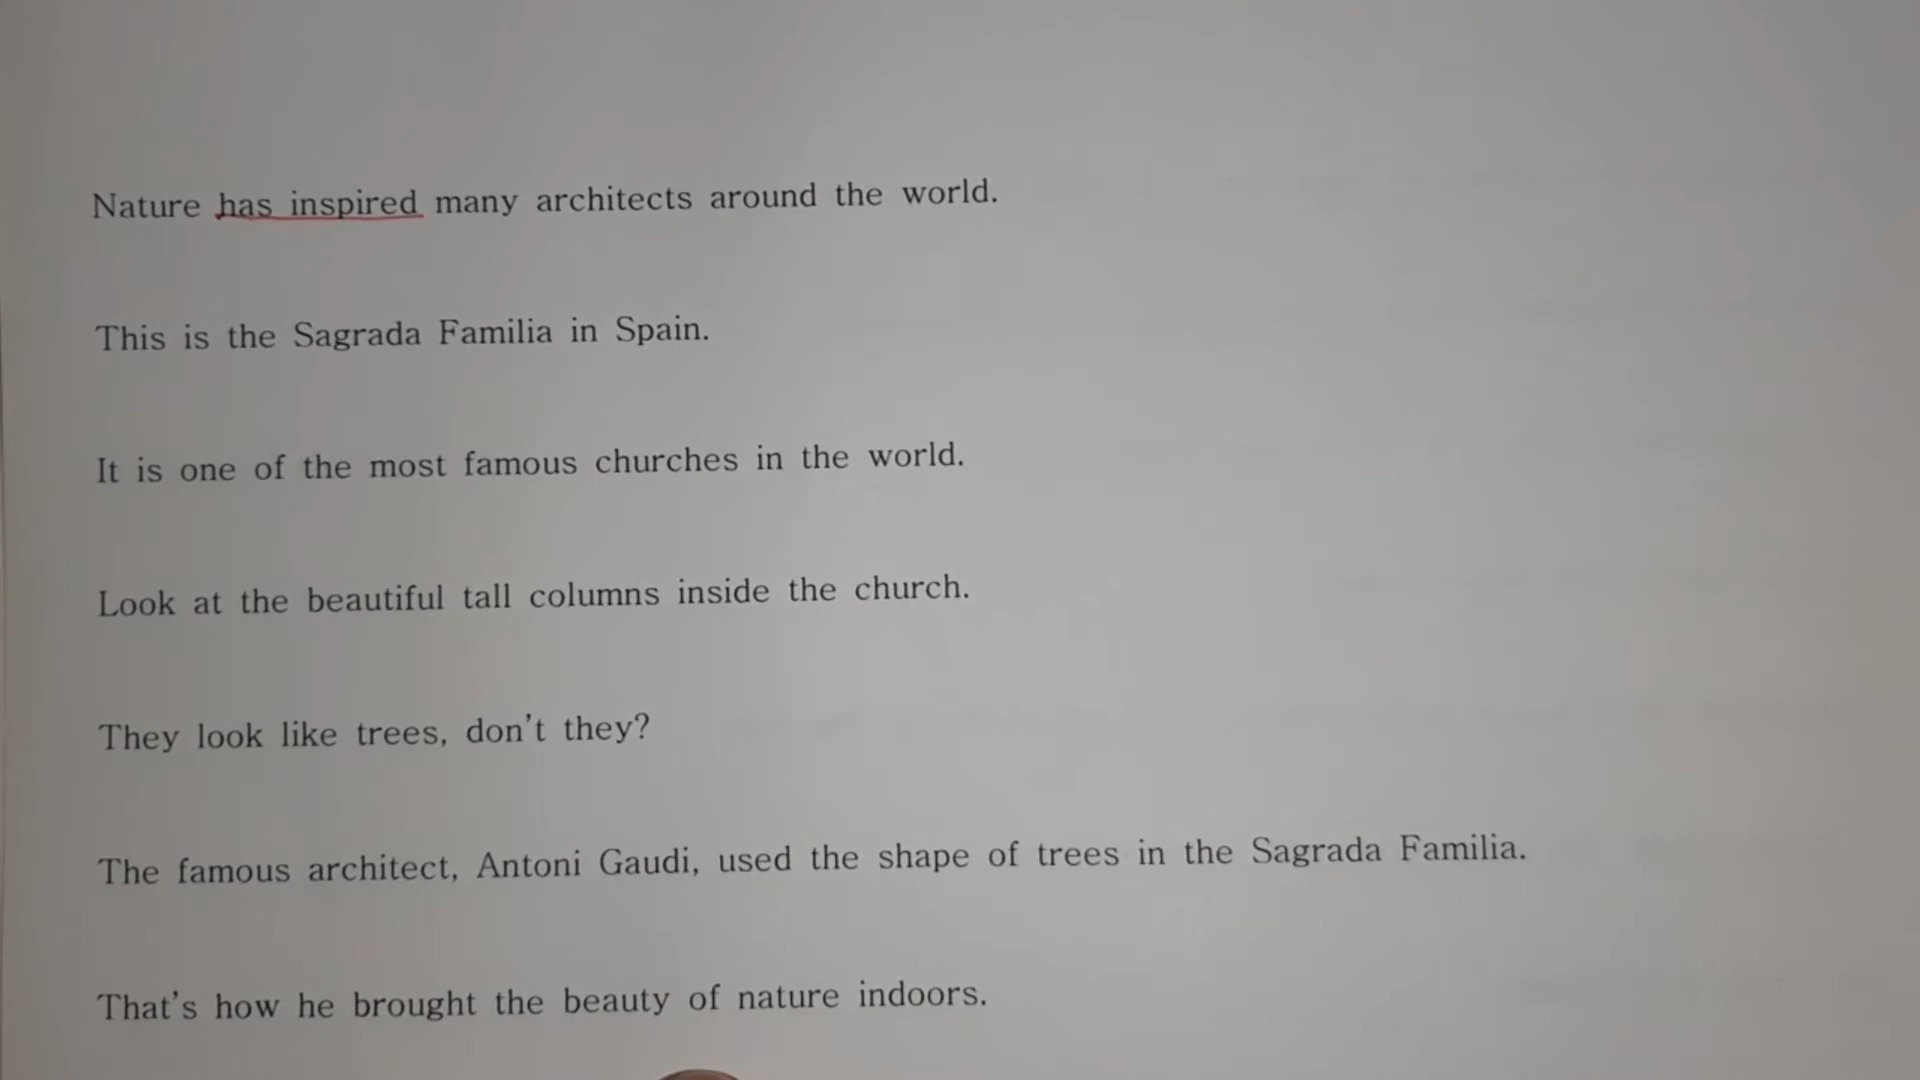 Nature has inspired many architects around the world.
This is the Sagrada Familia in Spain.
It is one of the most famous churches in the world.
Look at the beautiful tall columns inside the church.
They look like trees, don't they?
The famous architect, Antoni Gaudi, used the shape of trees in the Sagrada Familia.
That's how he brought the beauty of nature indoors.